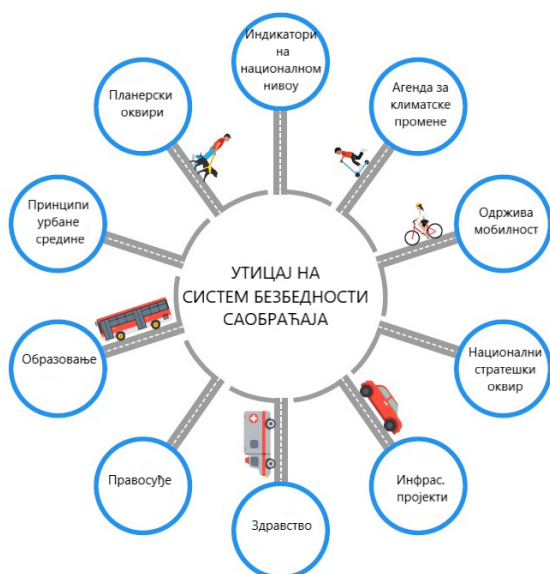 Индикатори
на
националном
нивоу
Агенда за
климатске
промене
Одржива
мобилност
Национални
стратешки
оквир
Инфрас.
пројекти
Здравство
Правосуђе
Образовање
Принципи
урбане
средине
Планерски
оквири
УТИЦАЈ НА
СИСТЕМ БЕЗБЕДНОСТИ
САОБРАЋАЈА